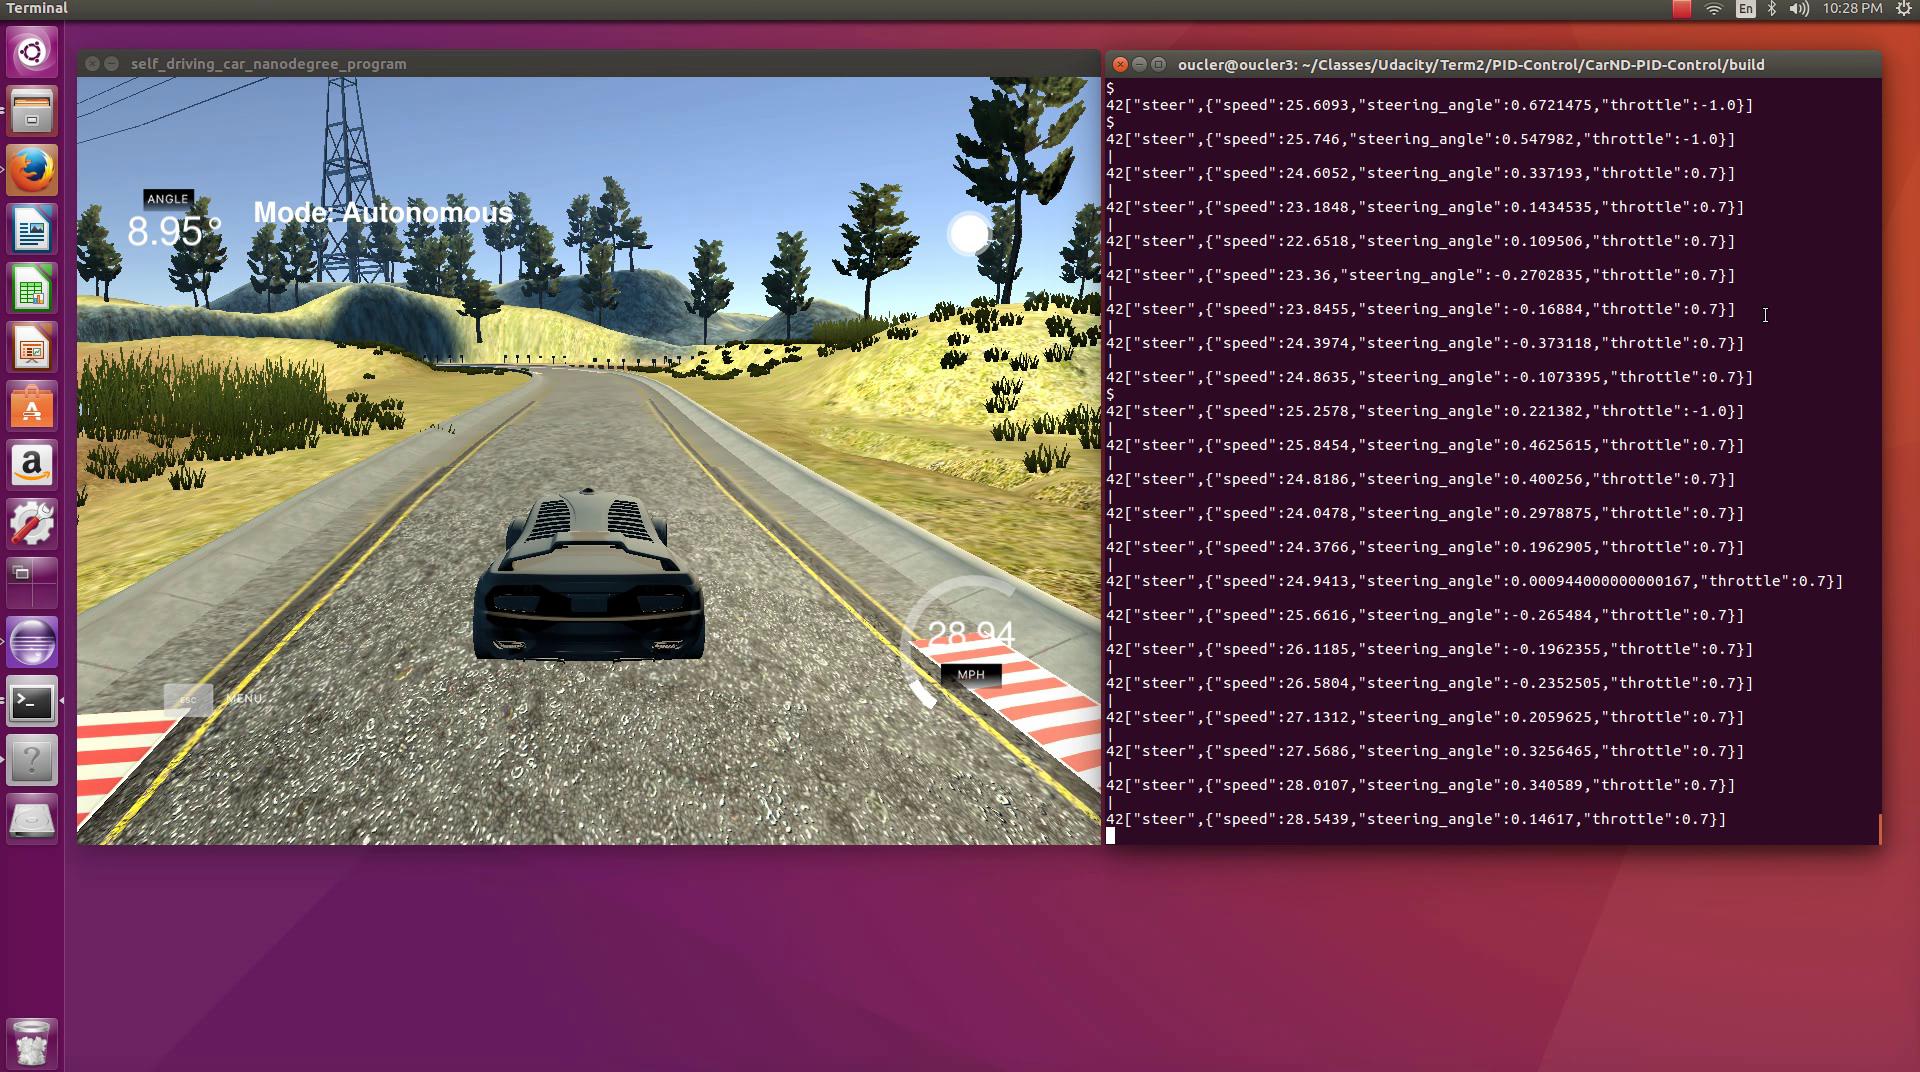 Terminal
En
10:28 PM
self_driving_car_nanodegree_program
ANGLE
8.95°
Mode: Autonomous
28.94
MPH
ESC
MENU
a
oucler@oucler3: ~/Classes/Udacity/Term2/PID-Control/CarND-PID-Control/build
$
42["steer",{"speed":25.6093,"steering_angle":0.6721475,"throttle":-1.0}]
$
42["steer",{"speed":25.746,"steering_angle":0.547982,"throttle":-1.0}]
|
42["steer",{"speed":24.6052,"steering_angle":0.337193,"throttle":0.7}]
|
42["steer",{"speed":23.1848,"steering_angle":0.1434535,"throttle":0.7}]
|
42["steer",{"speed":22.6518,"steering_angle":0.109506,"throttle":0.7}]
|
42["steer",{"speed":23.36,"steering_angle":-0.2702835,"throttle":0.7}]
|
42["steer",{"speed":23.8455,"steering_angle":-0.16884,"throttle":0.7}]
|
42["steer",{"speed":24.3974,"steering_angle":-0.373118,"throttle":0.7}]
|
42["steer",{"speed":24.8635,"steering_angle":-0.1073395,"throttle":0.7}]
$
42["steer",{"speed":25.2578,"steering_angle":0.221382,"throttle":-1.0}]
|
42["steer",{"speed":25.8454,"steering_angle":0.4625615,"throttle":0.7}]
|
42["steer",{"speed":24.8186,"steering_angle":0.400256,"throttle":0.7}]
|
42["steer",{"speed":24.0478,"steering_angle":0.2978875,"throttle":0.7}]
|
42["steer",{"speed":24.3766,"steering_angle":0.1962905,"throttle":0.7}]
|
42["steer",{"speed":24.9413,"steering_angle":0.000944000000000167,"throttle":0.7}]
|
42["steer",{"speed":25.6616,"steering_angle":-0.265484,"throttle":0.7}]
|
42["steer",{"speed":26.1185,"steering_angle":-0.1962355,"throttle":0.7}]
|
42["steer",{"speed":26.5804,"steering_angle":-0.2352505,"throttle":0.7}]
|
42["steer",{"speed":27.1312,"steering_angle":0.2059625,"throttle":0.7}]
|
42["steer",{"speed":27.5686,"steering_angle":0.3256465,"throttle":0.7}]
|
42["steer",{"speed":28.0107,"steering_angle":0.340589,"throttle":0.7}]
|
42["steer",{"speed":28.5439,"steering_angle":0.14617,"throttle":0.7}]